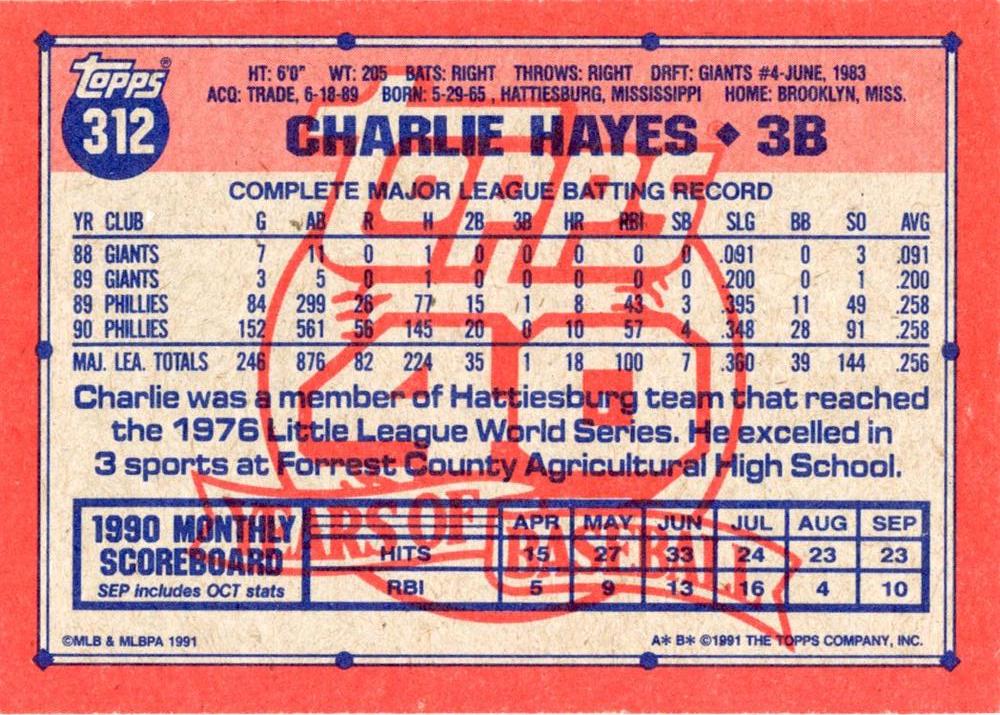 Topps®
312
HT: 6'0" WT: 205 BATS: RIGHT THROWS: RIGHT DRFT: GIANTS #4-JUNE, 1983
ACQ: TRADE, 6-18-89 BORN: 5-29-65 , HATTIESBURG, MISSISSIPPI HOME: BROOKLYN, MISS.
CHARLIE HAYES ◆ 3B
COMPLETE MAJOR LEAGUE BATTING RECORD
YR CLUB G AB R H 2B 3B HR RBI SB SLG BB SO AVG
88 GIANTS 7 11 0 1 0 0 0 0 0 .091 0 3 .091
89 GIANTS 3 5 0 1 0 0 0 0 0 .200 0 1 .200
89 PHILLIES 84 299 26 77 15 1 8 43 3 .395 11 49 .258
90 PHILLIES 152 561 56 145 20 0 10 57 4 .348 28 91 .258
MAJ. LEA. TOTALS 246 876 82 224 35 1 18 100 7 .360 39 144 .256
Charlie was a member of Hattiesburg team that reached
the 1976 Little League World Series. He excelled in
3 sports at Forrest County Agricultural High School.
TOPPS
40
YEARS OF BASEBALL
1990 MONTHLY
SCOREBOARD
SEP includes OCT stats
APR MAY JUN JUL AUG SEP
HITS 15 27 33 24 23 23
RBI 5 9 13 16 4 10
©MLB & MLBPA 1991
A* B* ©1991 THE TOPPS COMPANY, INC.